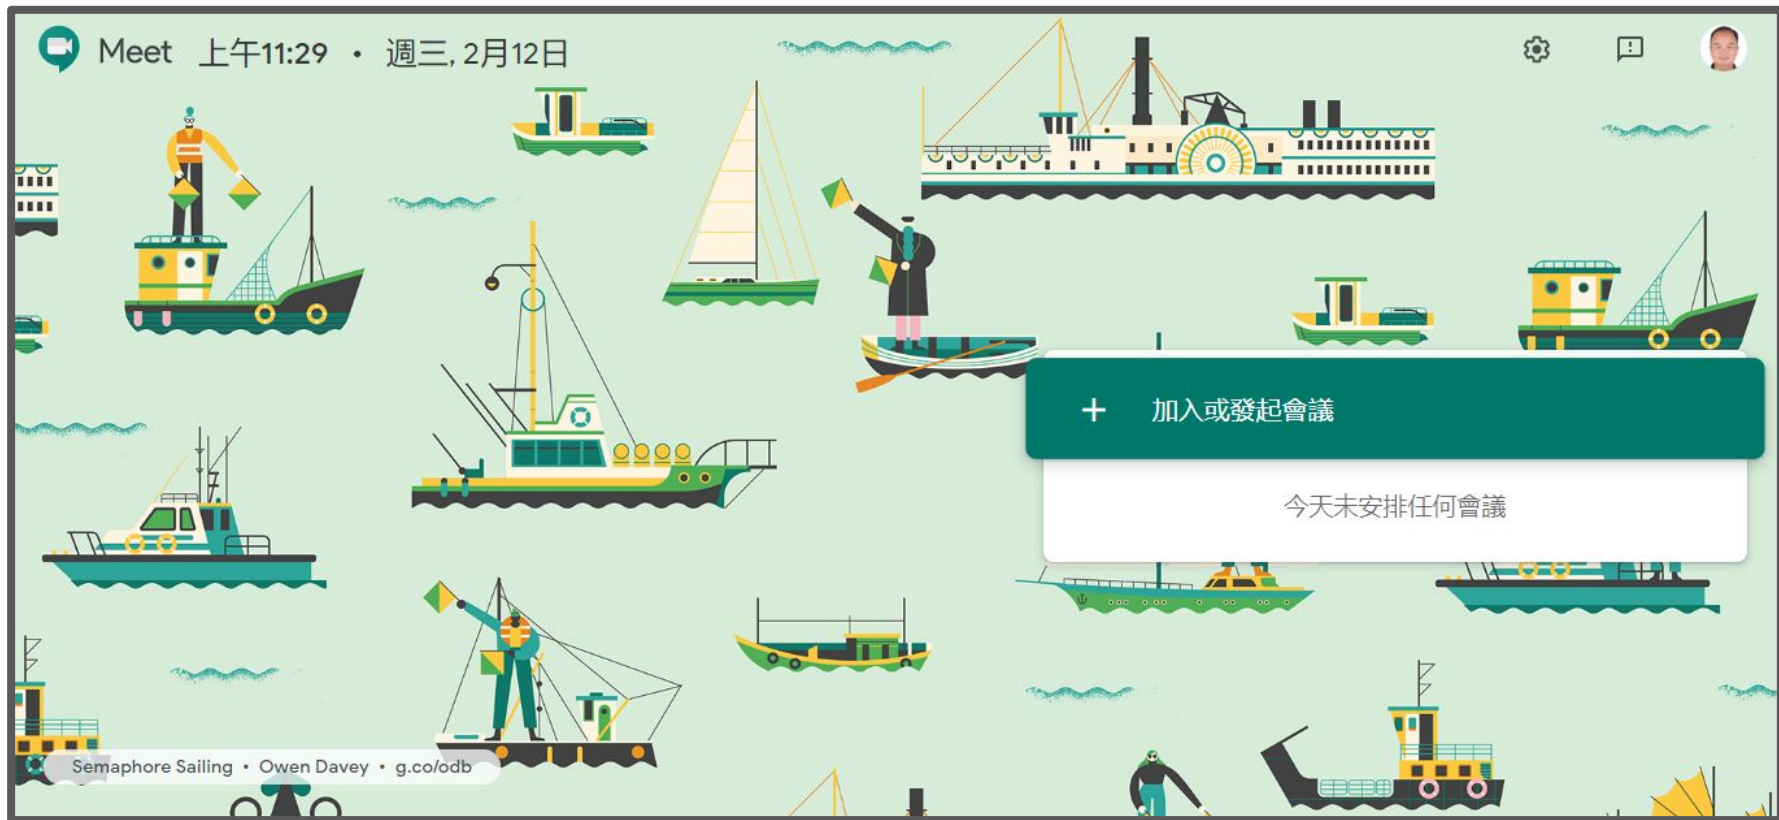 Meet 上午11:29 • 週三, 2月12日
加入或發起會議
今天未安排任何會議
Semaphore Sailing • Owen Davey • g.co/odb